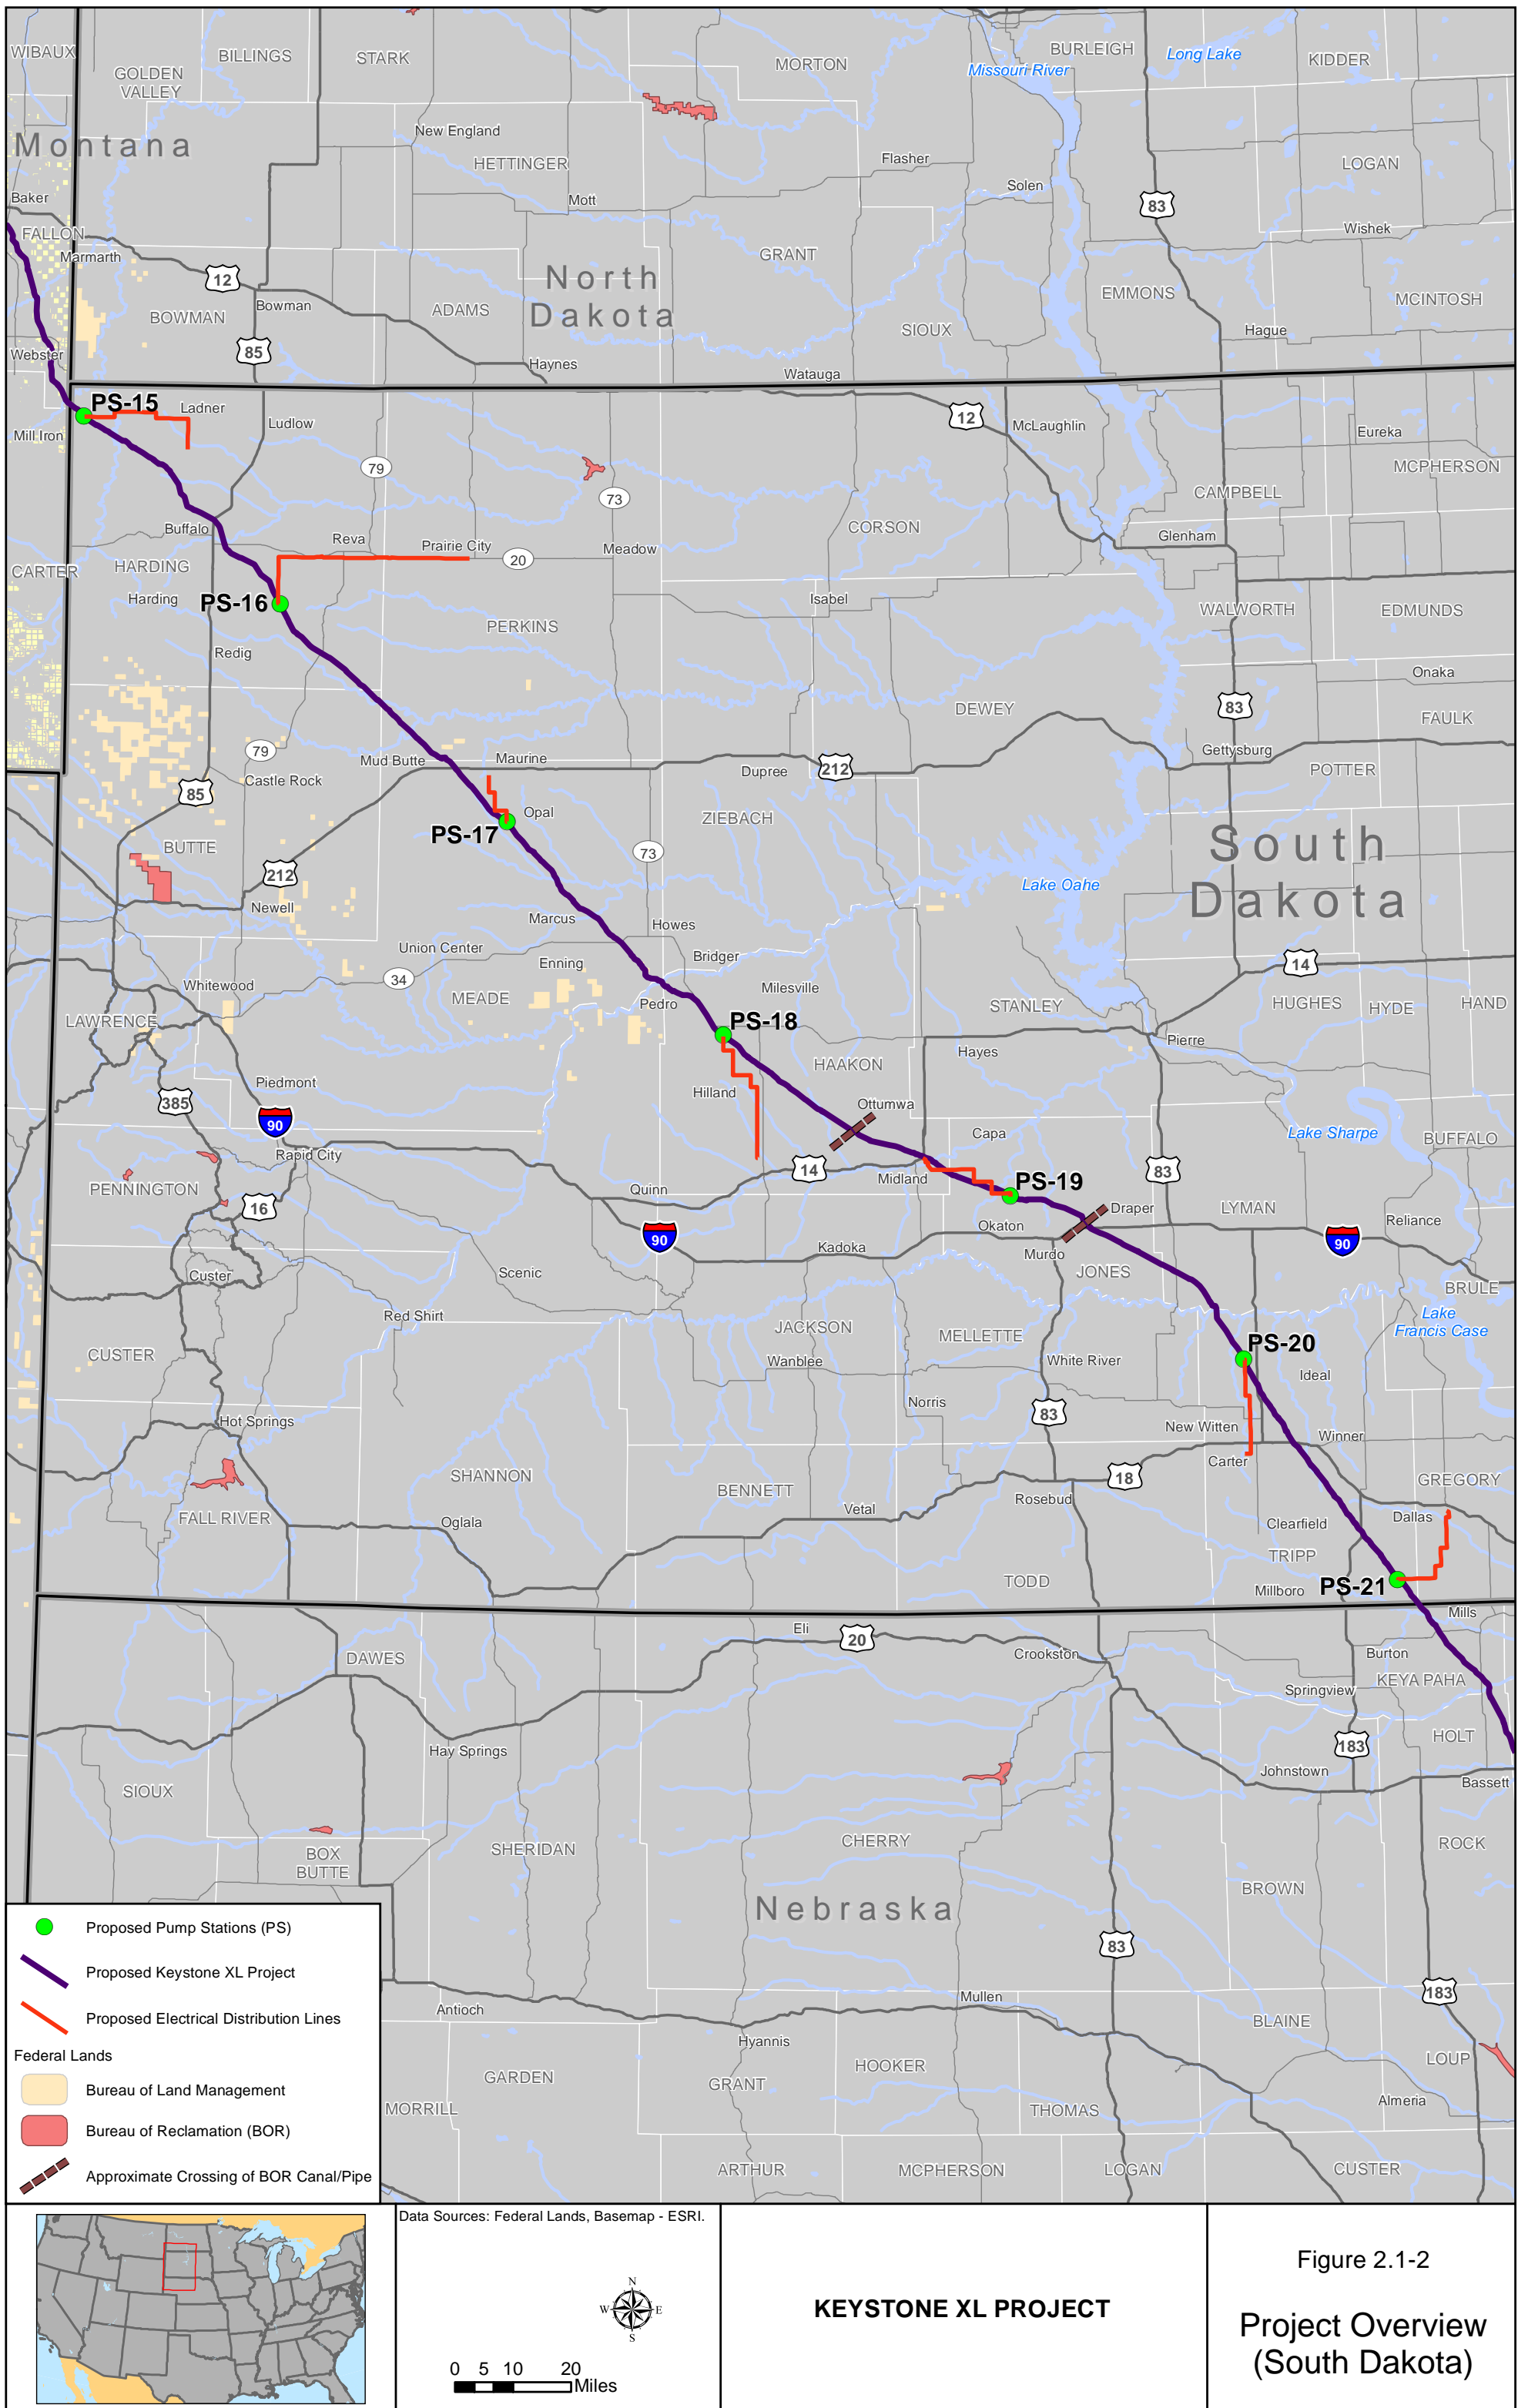 WIBAUX
BILLINGS
STARK
MORTON
BURLEIGH
Long Lake
KIDDER
GOLDEN
VALLEY
Missouri River
Montana
New England
HETTINGER
Flasher
LOGAN
Baker
Mott
Solen
83
FALLON
Marmarth
GRANT
Wishek
12
North
Dakota
Bowman
BOWMAN
ADAMS
EMMONS
MCINTOSH
SIOUX
Hague
85
Webster
Haynes
Watauga
PS-15
Ladner
Ludlow
12
McLaughlin
Mill Iron
Eureka
79
MCPHERSON
73
CAMPBELL
Buffalo
CORSON
Reva
Prairie City
20
Meadow
Glenham
CARTER
HARDING
Harding
PS-16
Isabel
WALWORTH
EDMUNDS
PERKINS
Redig
Onaka
DEWEY
83
FAULK
79
Mud Butte
Maurine
Gettysburg
Castle Rock
Dupree
212
POTTER
85
Opal
ZIEBACH
PS-17
BUTTE
73
South
Dakota
212
Lake Oahe
Newell
Marcus
Howes
Union Center
Bridger
Enning
34
14
Whitewood
Milesville
MEADE
Pedro
STANLEY
HUGHES
HYDE
HAND
LAWRENCE
PS-18
Pierre
Hayes
HAAKON
Piedmont
Hilland
385
Ottumwa
90
Capa
Lake Sharpe
BUFFALO
Rapid City
14
83
Midland
PS-19
PENNINGTON
Quinn
16
Draper
LYMAN
Reliance
Okaton
90
Kadoka
Murdo
90
Custer
Scenic
JONES
BRULE
Red Shirt
Lake
Francis Case
JACKSON
MELLETTE
PS-20
CUSTER
Wanblee
White River
Ideal
Norris
83
Hot Springs
New Witten
Winner
Carter
SHANNON
18
GREGORY
BENNETT
Rosebud
FALL RIVER
Oglala
Vetal
Dallas
Clearfield
TRIPP
TODD
PS-21
Millboro
Mills
Eli
20
Crookston
Burton
DAWES
KEYA PAHA
Springview
Hay Springs
183
HOLT
Johnstown
Bassett
SIOUX
SHERIDAN
CHERRY
ROCK
BOX
BUTTE
BROWN
Nebraska
83
183
Antioch
Mullen
BLAINE
Hyannis
LOUP
HOOKER
GARDEN
GRANT
Almeria
MORRILL
THOMAS
ARTHUR
MCPHERSON
LOGAN
CUSTER
Proposed Pump Stations (PS)
Proposed Keystone XL Project
Proposed Electrical Distribution Lines
Federal Lands
Bureau of Land Management
Bureau of Reclamation (BOR)
Approximate Crossing of BOR Canal/Pipe
Data Sources: Federal Lands, Basemap - ESRI.
N
W E
S
0 5 10 20
Miles
KEYSTONE XL PROJECT
Figure 2.1-2
Project Overview
(South Dakota)